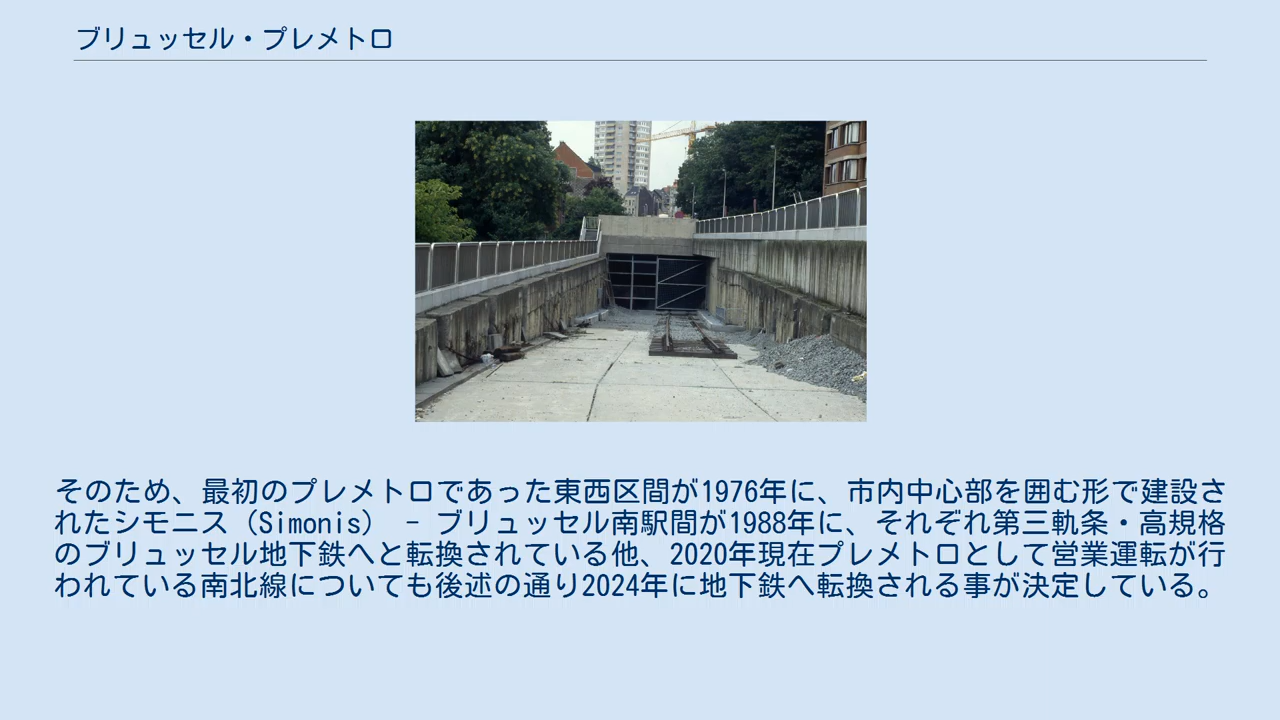 ブリュッセル・プレメトロ
そのため、最初のプレメトロであった東西区間が1976年に、市内中心部を囲む形で建設さ
れたシモニス（Simonis） - ブリュッセル南駅間が1988年に、それぞれ第三軌条・高規格
のブリュッセル地下鉄へと転換されている他、2020年現在プレメトロとして営業運転が行
われている南北線についても後述の通り2024年に地下鉄へ転換される事が決定している。